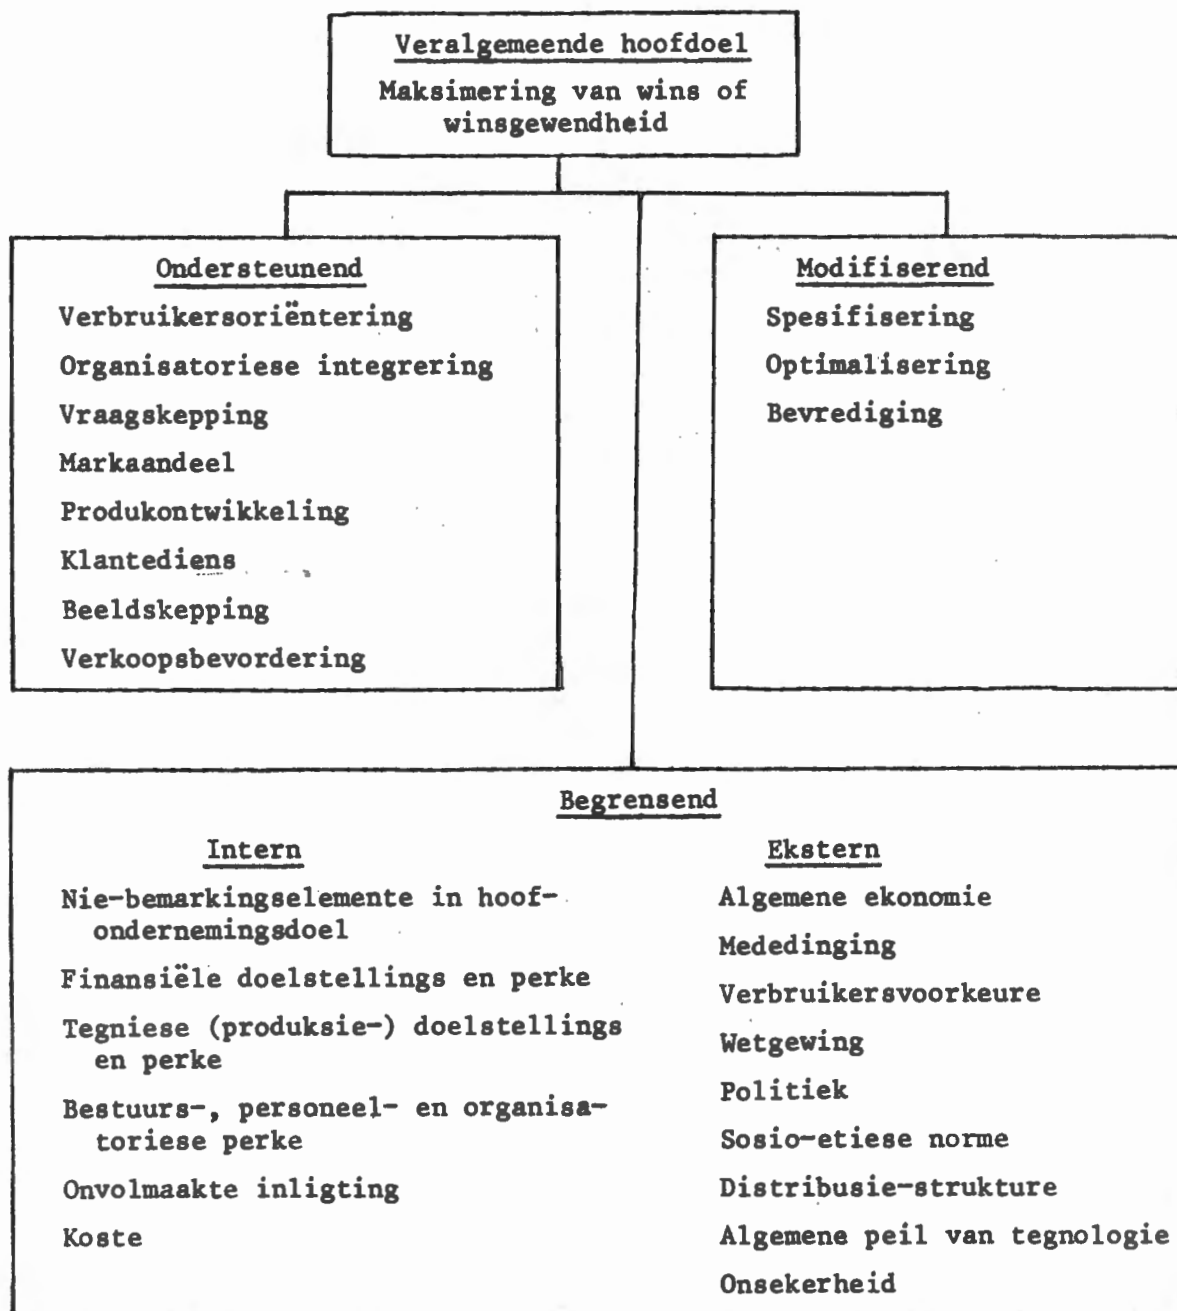 Veralgemeende hoofdoel
Maksimering van wins of
winsgewendheid
Ondersteunend
Verbruikersoriëntering
Organisatoriese integrering
Vraagskepping
Markaandeel
Produkontwikkeling
Klantediens
Beeldskepping
Verkoopsbevordering
Modifiserend
Spesifisering
Optimalisering
Bevrediging
Begrensend
Intern
Nie-bemarkingselemente in hoof-
ondernemingsdoel
Finansiële doelstellings en perke
Tegniese (produksie-) doelstellings
en perke
Bestuurs-, personeel- en organisa-
toriese perke
Onvolmaakte inligting
Koste
Ekstern
Algemene ekonomie
Mededinging
Verbruikersvoorkeure
Wetgewing
Politiek
Sosio-etiese norme
Distribusie-strukture
Algemene peil van tegnologie
Onsekerheid